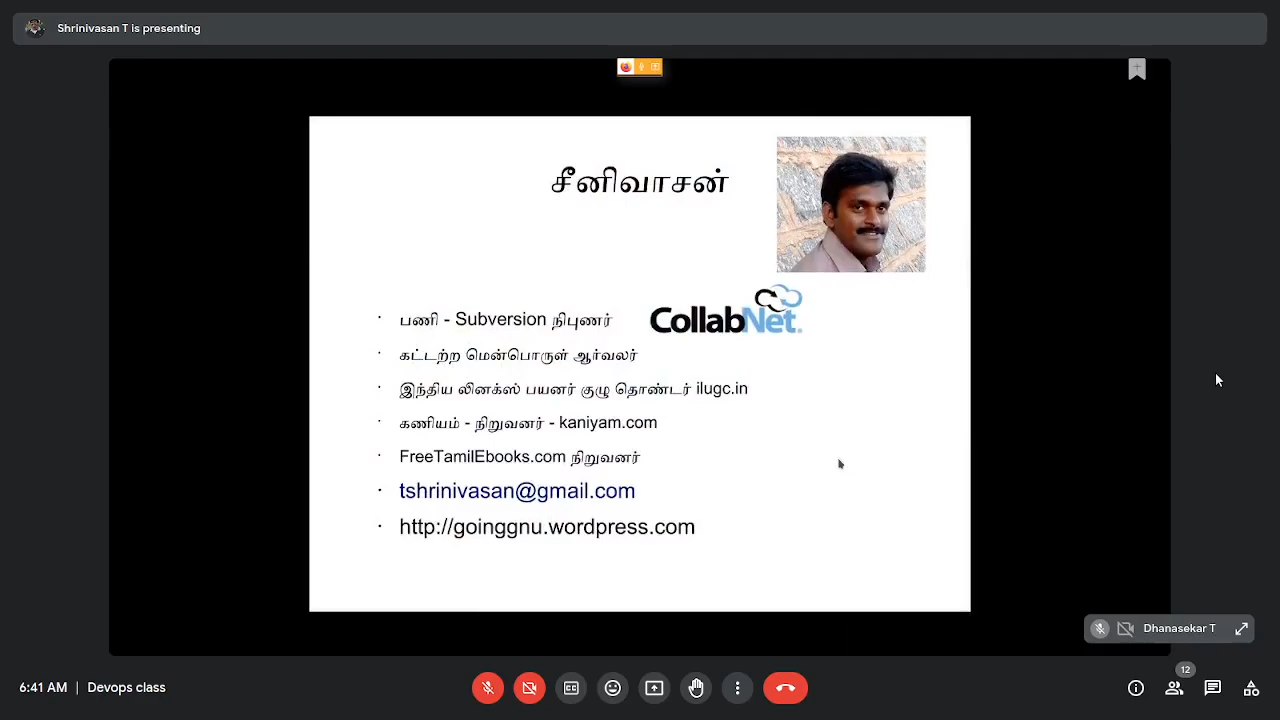 Shrinivasan T is presenting
சீனிவாசன்
பணி - Subversion நிபுணர்
CollabNet
கட்டற்ற மென்பொருள் ஆர்வலர்
இந்திய லினக்ஸ் பயனர் குழு தொண்டர் ilugc.in
கணியம் - நிறுவனர் - kaniyam.com
FreeTamilEbooks.com நிறுவனர்
tshrinivasan@gmail.com
http://goinggnu.wordpress.com
Dhanasekar T
6:41 AM | Devops class
12